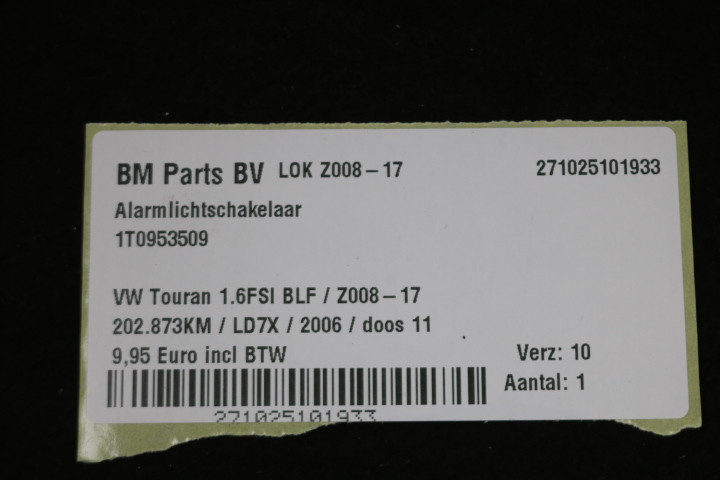 BM Parts BV LOK Z008-17 271025101933
Alarmlichtschakelaar
1T0953509
VW Touran 1.6FSI BLF / Z008-17
202.873KM / LD7X / 2006 / doos 11
9,95 Euro incl BTW Verz: 10
Aantal: 1
271025101933